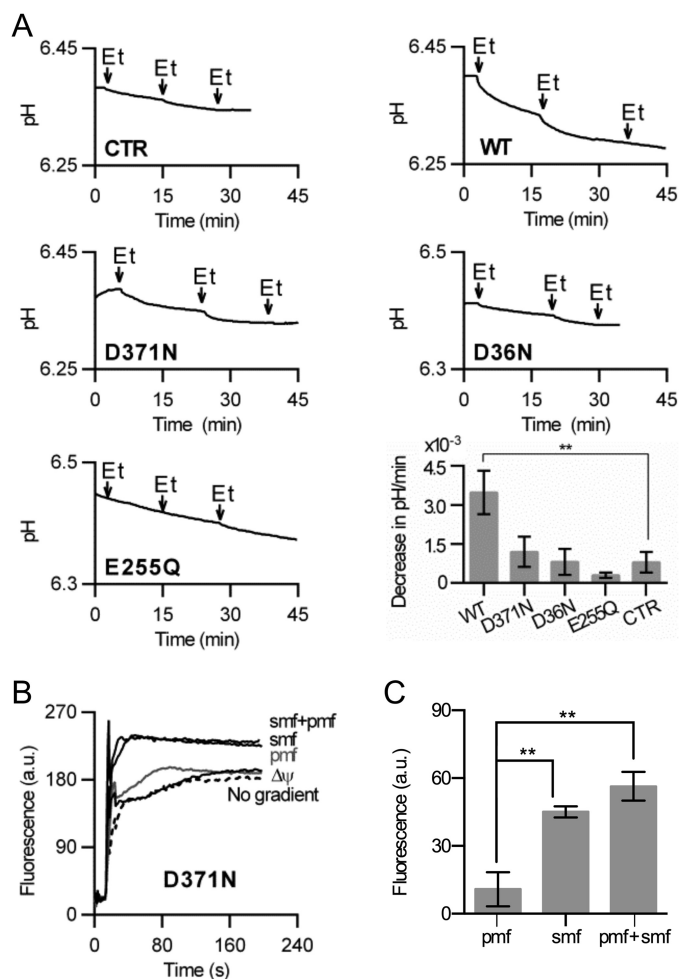 A
6.45
Et
Et
Et
pH
CTR
6.25
0 15 30 45
Time (min)
6.45
Et
Et
Et
pH
WT
6.25
0 15 30 45
Time (min)
6.45
Et
Et
Et
pH
D371N
6.25
0 15 30 45
Time (min)
6.5
Et
Et
Et
pH
D36N
6.3
0 15 30 45
Time (min)
6.5
Et
Et
Et
pH
E255Q
6.3
0 15 30 45
Time (min)
x10-3
4.5
**
3.0
1.5
0
Decrease in pH/min
WT D371N D36N E255Q CTR
B
270
smf+pmf
smf
180
pmf
Δψ
No gradient
90
0
Fluorescence (a.u.)
D371N
0 80 160 240
Time (s)
C
90
**
**
60
30
0
Fluorescence (a.u.)
pmf smf pmf+smf